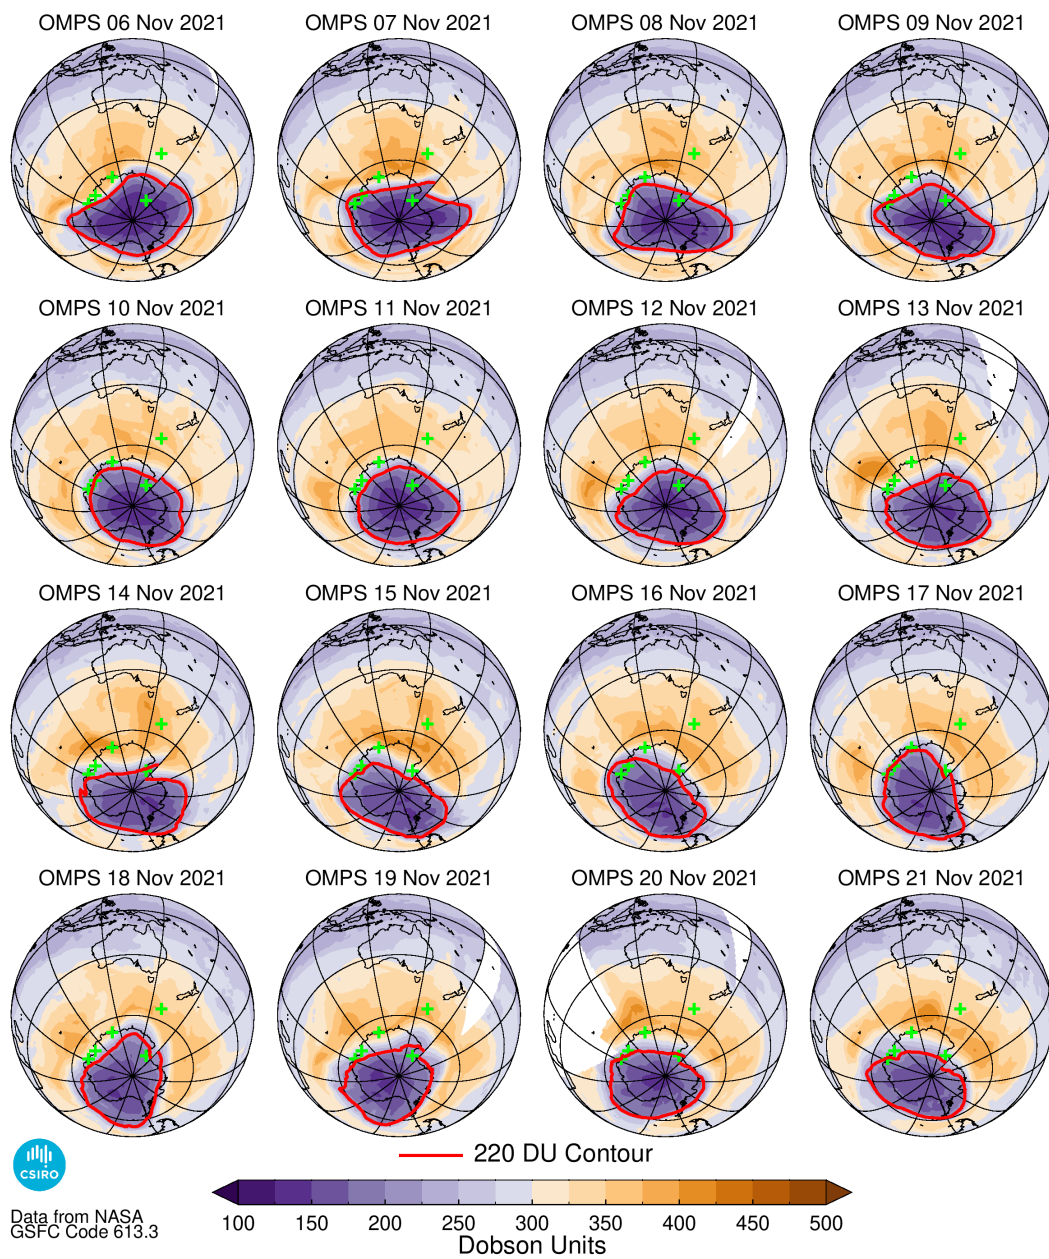 OMPS 06 Nov 2021 OMPS 07 Nov 2021 OMPS 08 Nov 2021 OMPS 09 Nov 2021
OMPS 10 Nov 2021 OMPS 11 Nov 2021 OMPS 12 Nov 2021 OMPS 13 Nov 2021
OMPS 14 Nov 2021 OMPS 15 Nov 2021 OMPS 16 Nov 2021 OMPS 17 Nov 2021
OMPS 18 Nov 2021 OMPS 19 Nov 2021 OMPS 20 Nov 2021 OMPS 21 Nov 2021
220 DU Contour
CSIRO
Data from NASA
GSFC Code 613.3
100 150 200 250 300 350 400 450 500
Dobson Units